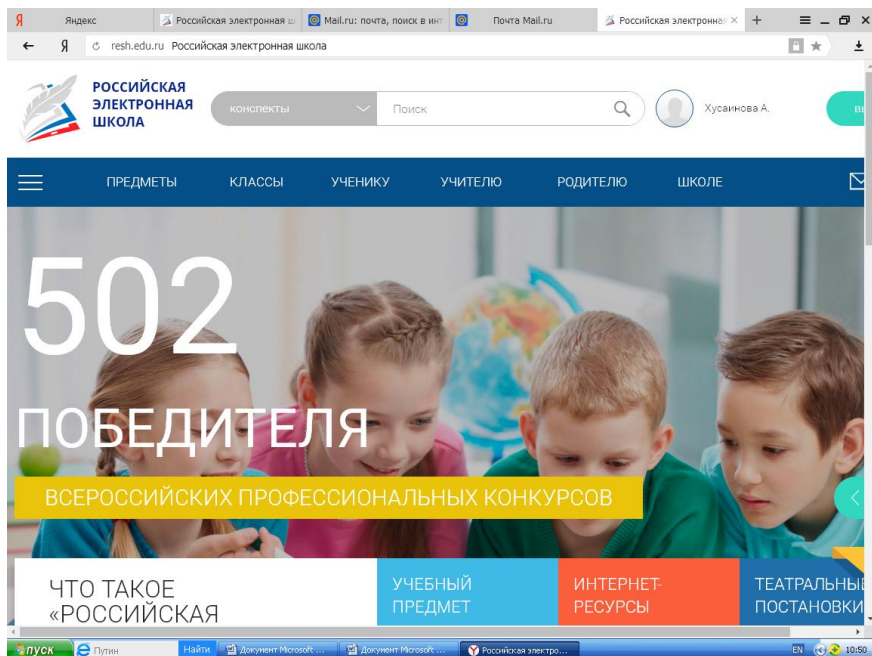 Яндекс
Российская электронная ш
Mail.ru: почта, поиск в инт
Почта Mail.ru
Российская электронная
resh.edu.ru Российская электронная школа
РОССИЙСКАЯ
ЭЛЕКТРОННАЯ
ШКОЛА
конспекты
Поиск
Хусаинова А.
ПРЕДМЕТЫ КЛАССЫ УЧЕНИКУ УЧИТЕЛЮ РОДИТЕЛЮ ШКОЛЕ
502
ПОБЕДИТЕЛЯ
ВСЕРОССИЙСКИХ ПРОФЕССИОНАЛЬНЫХ КОНКУРСОВ
ЧТО ТАКОЕ
«РОССИЙСКАЯ
УЧЕБНЫЙ
ПРЕДМЕТ
ИНТЕРНЕТ-
РЕСУРСЫ
ТЕАТРАЛЬНЫЕ
ПОСТАНОВКИ
пуск
Путин
Найти
Документ Microsoft ...
Документ Microsoft ...
Российская электро...
EN
10:50